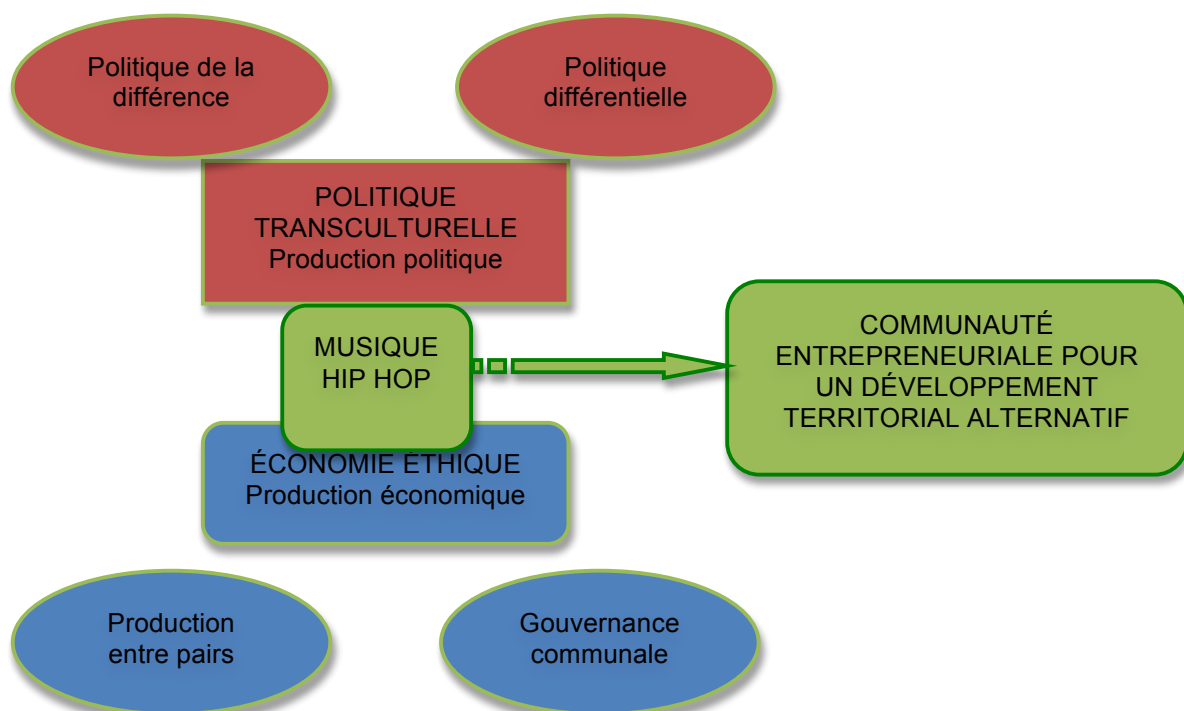 Politique de la
différence
Politique
différentielle
POLITIQUE
TRANSCULTURELLE
Production politique
MUSIQUE
HIP HOP
COMMUNAUTÉ
ENTREPRENEURIALE POUR
UN DÉVELOPPEMENT
TERRITORIAL ALTERNATIF
ÉCONOMIE ÉTHIQUE
Production économique
Production
entre pairs
Gouvernance
communale